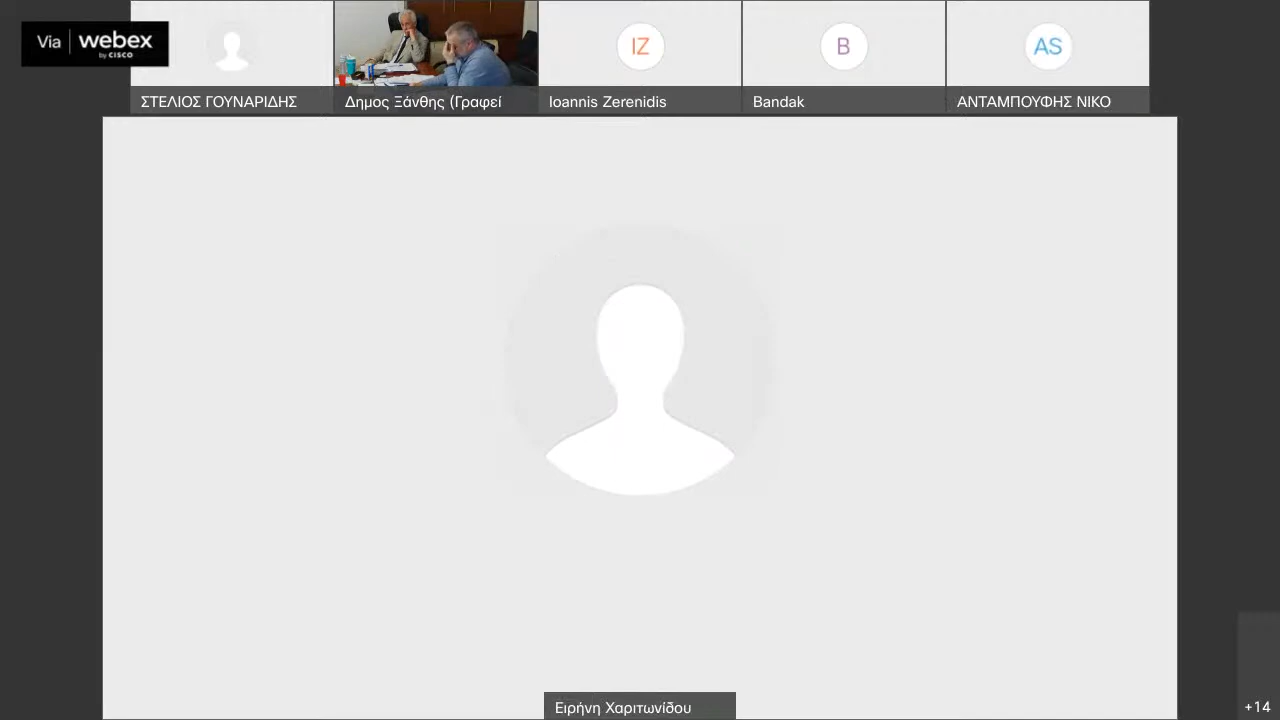 Via webex
by CISCO
ΣΤΕΛΙΟΣ ΓΟΥΝΑΡΙΔΗΣ
Δημος Ξάνθης (Γραφεί
IZ
Ioannis Zerenidis
B
Bandak
AS
ΑΝΤΑΜΠΟΥΦΗΣ ΝΙΚΟ
Ειρήνη Χαριτωνίδου
+14